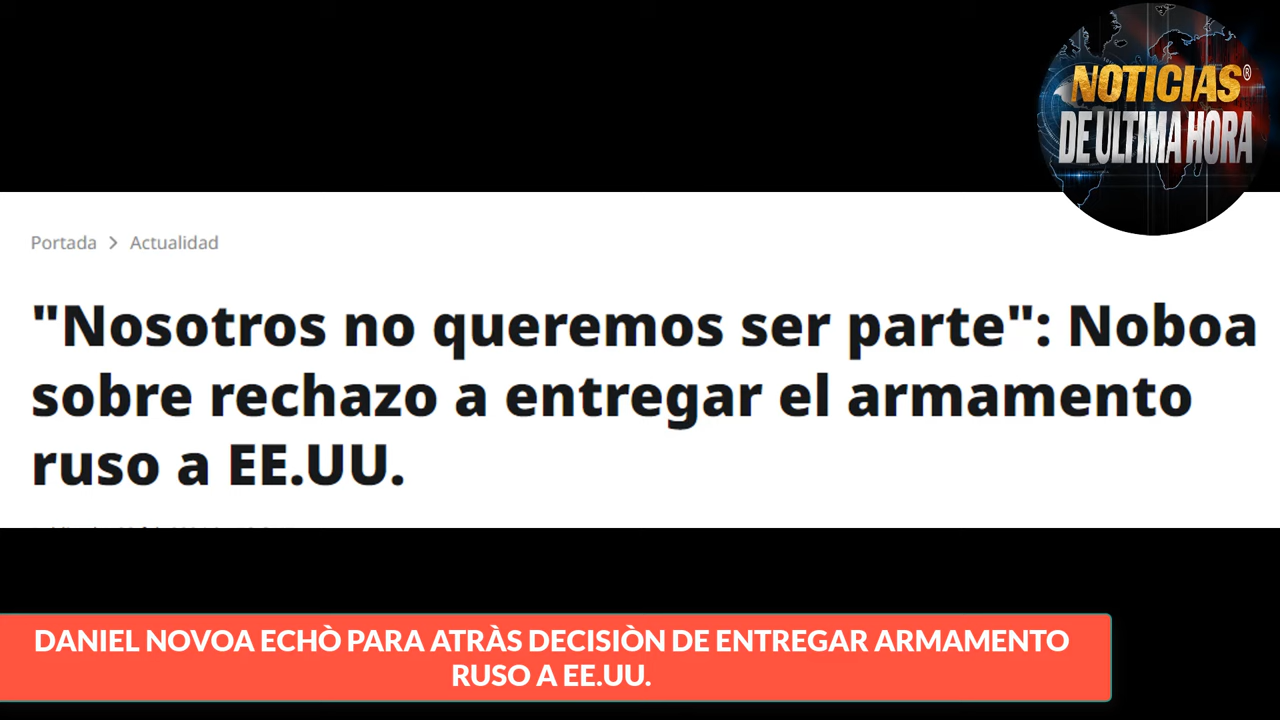 NOTICIAS®
DE ULTIMA HORA
Portada > Actualidad
"Nosotros no queremos ser parte": Noboa
sobre rechazo a entregar el armamento
ruso a EE.UU.
DANIEL NOVOA ECHÒ PARA ATRÀS DECISIÒN DE ENTREGAR ARMAMENTO
RUSO A EE.UU.